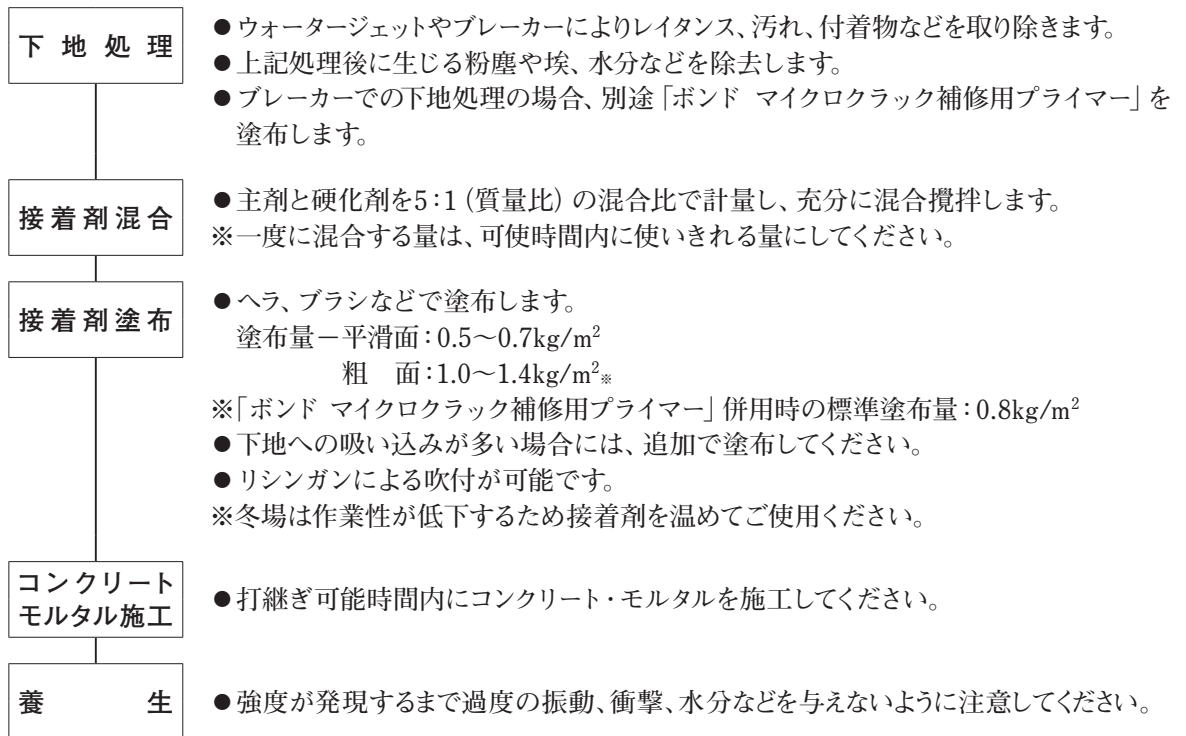 下地処理
●ウォータージェットやブレーカーによりレイタンス、汚れ、付着物などを取り除きます。
●上記処理後に生じる粉塵や埃、水分などを除去します。
●ブレーカーでの下地処理の場合、別途「ボンド マイクロクラック補修用プライマー」を
塗布します。
接着剤混合
●主剤と硬化剤を5:1(質量比)の混合比で計量し、充分に混合攪拌します。
※一度に混合する量は、可使時間内に使いきれる量にしてください。
接着剤塗布
●ヘラ、ブラシなどで塗布します。
塗布量－平滑面:0.5〜0.7kg/m²
粗　面:1.0〜1.4kg/m²※
※「ボンド マイクロクラック補修用プライマー」併用時の標準塗布量:0.8kg/m²
●下地への吸い込みが多い場合には、追加で塗布してください。
●リシンガンによる吹付が可能です。
※冬場は作業性が低下するため接着剤を温めてご使用ください。
コンクリート
モルタル施工
●打継ぎ可能時間内にコンクリート・モルタルを施工してください。
養生
●強度が発現するまで過度の振動、衝撃、水分などを与えないように注意してください。